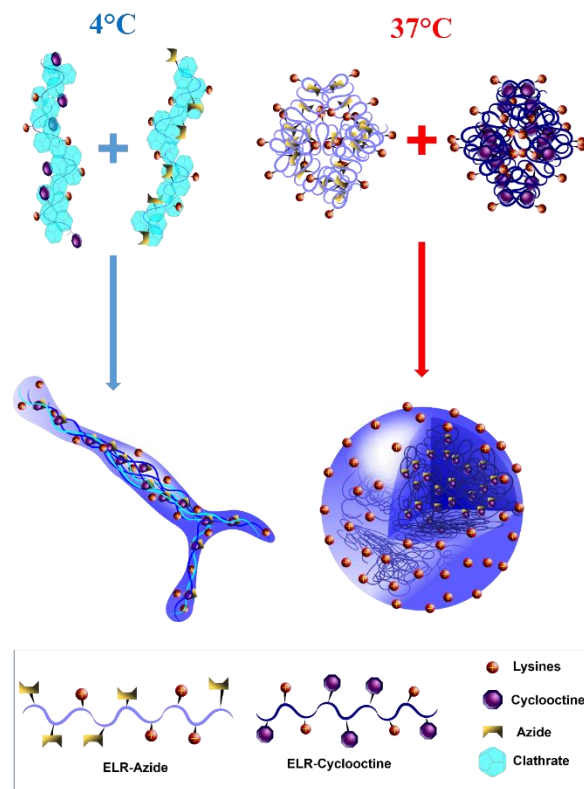 4°C
37°C
Lysines
Cyclooctine
Azide
Clathrate
ELR-Azide
ELR-Cyclooctine